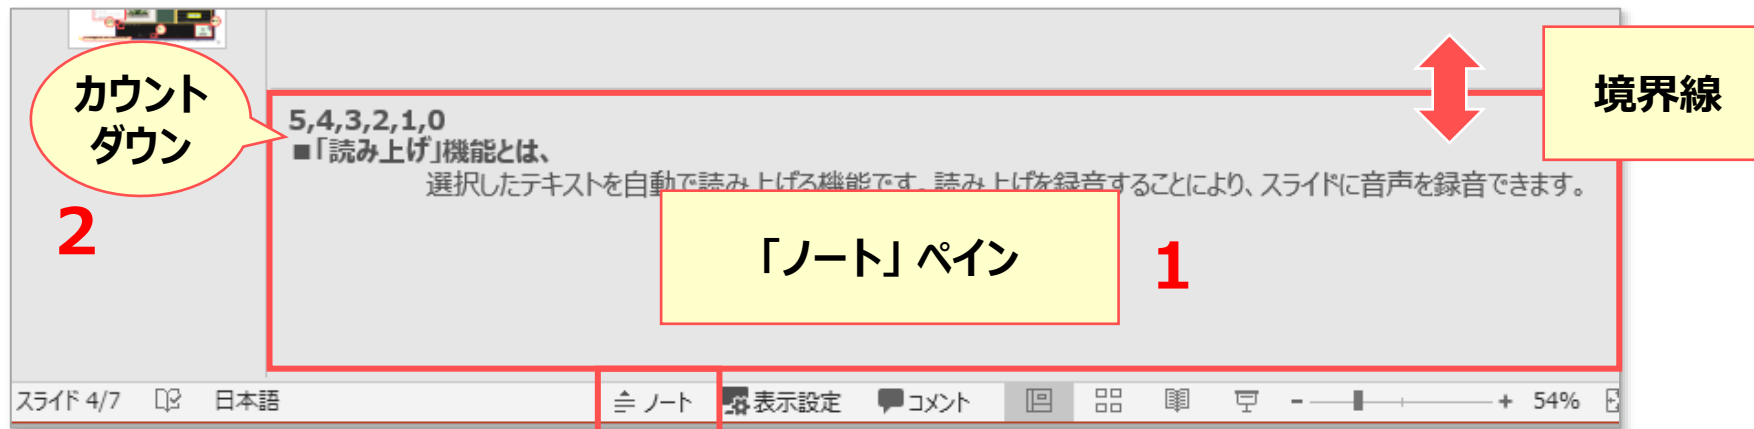 カウント
ダウン
境界線
5,4,3,2,1,0
■「読み上げ」機能とは、
選択したテキストを自動で読み上げる機能です。読み上げを録音することにより、スライドに音声を録音できます。
2
「ノート」 ペイン
1
スライド 4/7 日本語 ノート 表示設定 コメント - + 54%